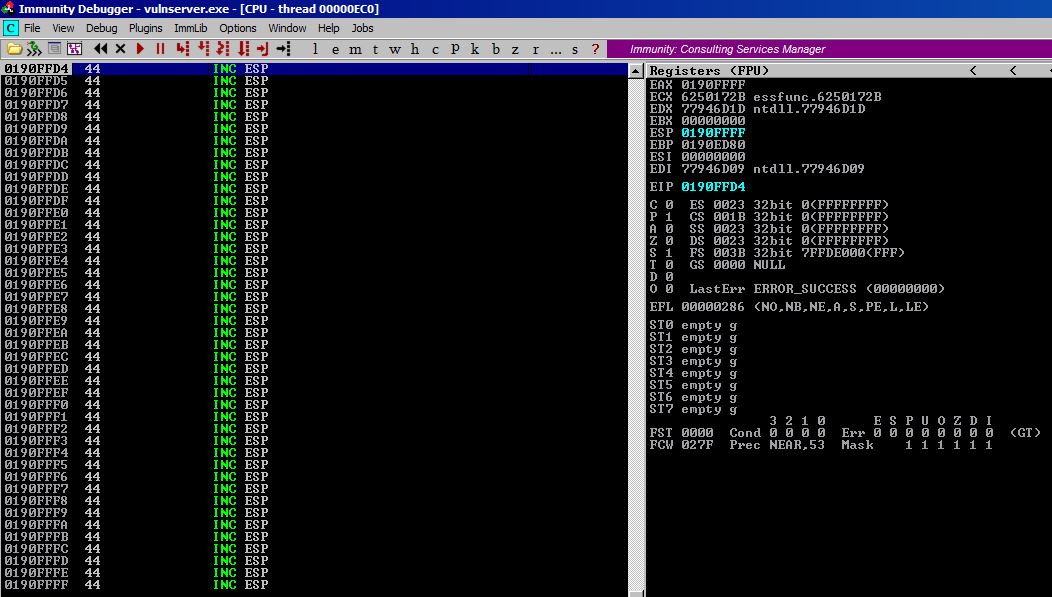 Immunity Debugger - vulnserver.exe - [CPU - thread 00000EC0]
C File View Debug Plugins ImmLib Options Window Help Jobs
l e m t w h c P k b z r ... s ? Immunity: Consulting Services Manager
0190FFD4 44 INC ESP
0190FFD5 44 INC ESP
0190FFD6 44 INC ESP
0190FFD7 44 INC ESP
0190FFD8 44 INC ESP
0190FFD9 44 INC ESP
0190FFDA 44 INC ESP
0190FFDB 44 INC ESP
0190FFDC 44 INC ESP
0190FFDD 44 INC ESP
0190FFDE 44 INC ESP
0190FFDF 44 INC ESP
0190FFE0 44 INC ESP
0190FFE1 44 INC ESP
0190FFE2 44 INC ESP
0190FFE3 44 INC ESP
0190FFE4 44 INC ESP
0190FFE5 44 INC ESP
0190FFE6 44 INC ESP
0190FFE7 44 INC ESP
0190FFE8 44 INC ESP
0190FFE9 44 INC ESP
0190FFEA 44 INC ESP
0190FFEB 44 INC ESP
0190FFEC 44 INC ESP
0190FFED 44 INC ESP
0190FFEE 44 INC ESP
0190FFEF 44 INC ESP
0190FFF0 44 INC ESP
0190FFF1 44 INC ESP
0190FFF2 44 INC ESP
0190FFF3 44 INC ESP
0190FFF4 44 INC ESP
0190FFF5 44 INC ESP
0190FFF6 44 INC ESP
0190FFF7 44 INC ESP
0190FFF8 44 INC ESP
0190FFF9 44 INC ESP
0190FFFA 44 INC ESP
0190FFFB 44 INC ESP
0190FFFC 44 INC ESP
0190FFFD 44 INC ESP
0190FFFE 44 INC ESP
0190FFFF 44 INC ESP
Registers (FPU) < <
EAX 0190FFFF
ECX 6250172B essfunc.6250172B
EDX 77946D1D ntdll.77946D1D
EBX 00000000
ESP 0190FFFF
EBP 0190ED80
ESI 00000000
EDI 77946D09 ntdll.77946D09
EIP 0190FFD4
C 0 ES 0023 32bit 0(FFFFFFFF)
P 1 CS 001B 32bit 0(FFFFFFFF)
A 0 SS 0023 32bit 0(FFFFFFFF)
Z 0 DS 0023 32bit 0(FFFFFFFF)
S 1 FS 003B 32bit 7FFDE000(FFF)
T 0 GS 0000 NULL
D 0
O 0 LastErr ERROR_SUCCESS (00000000)
EFL 00000286 (NO,NB,NE,A,S,PE,L,LE)
ST0 empty g
ST1 empty g
ST2 empty g
ST3 empty g
ST4 empty g
ST5 empty g
ST6 empty g
ST7 empty g
3 2 1 0 E S P U O Z D I
FST 0000 Cond 0 0 0 0 Err 0 0 0 0 0 0 0 0 (GT)
FCW 027F Prec NEAR,53 Mask 1 1 1 1 1 1